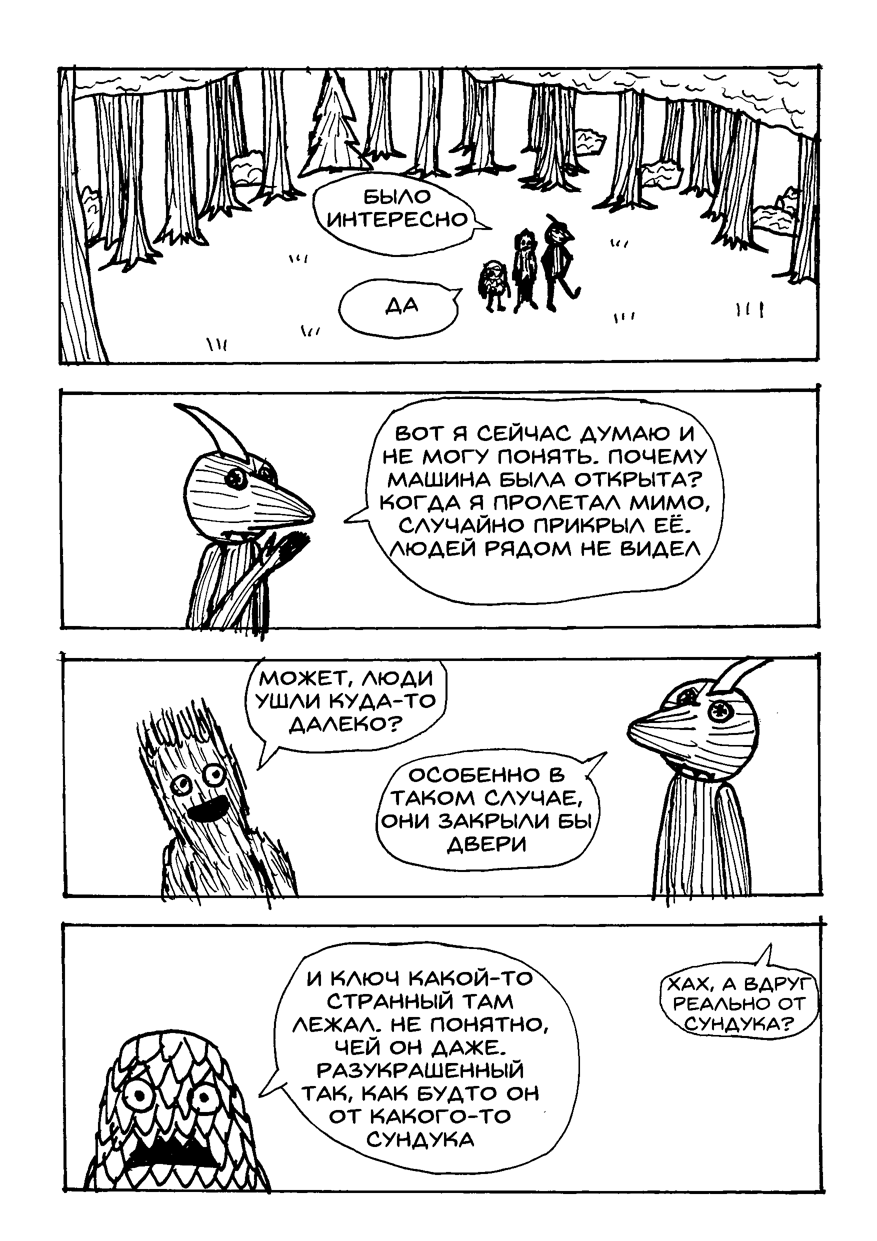 БЫЛО
ИНТЕРЕСНО
ДА
ВОТ Я СЕЙЧАС ДУМАЮ И
НЕ МОГУ ПОНЯТЬ. ПОЧЕМУ
МАШИНА БЫЛА ОТКРЫТА?
КОГДА Я ПРОЛЕТАЛ МИМО,
СЛУЧАЙНО ПРИКРЫЛ ЕЁ.
ЛЮДЕЙ РЯДОМ НЕ ВИДЕЛ
МОЖЕТ, ЛЮДИ
УШЛИ КУДА-ТО
ДАЛЕКО?
ОСОБЕННО В
ТАКОМ СЛУЧАЕ,
ОНИ ЗАКРЫЛИ БЫ
ДВЕРИ
И КЛЮЧ КАКОЙ-ТО
СТРАННЫЙ ТАМ
ЛЕЖАЛ. НЕ ПОНЯТНО,
ЧЕЙ ОН ДАЖЕ.
РАЗУКРАШЕННЫЙ
ТАК, КАК БУДТО ОН
ОТ КАКОГО-ТО
СУНДУКА
ХАХ, А ВДРУГ
РЕАЛЬНО ОТ
СУНДУКА?